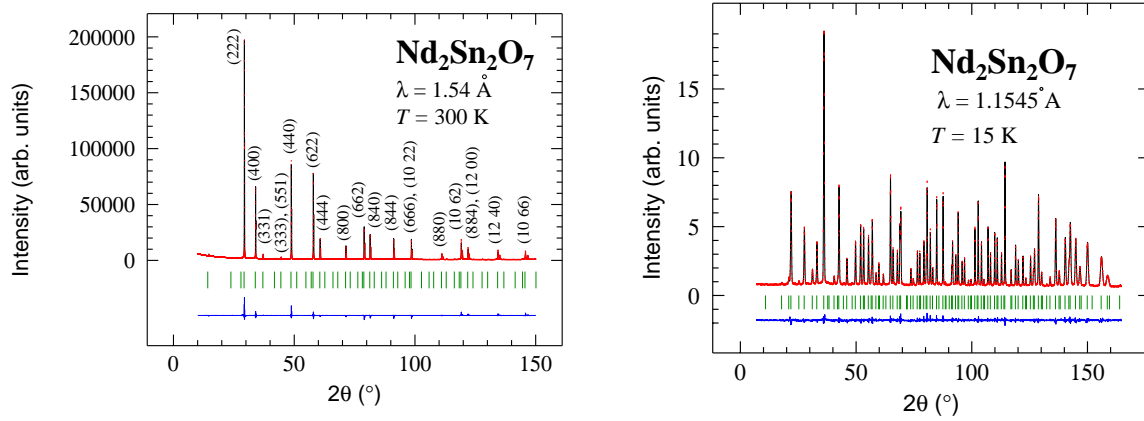 200000
150000
100000
50000
0
Intensity (arb. units)
Nd2Sn2O7
λ = 1.54 Å
T = 300 K
(222)
(400)
(331)
(333), (551)
(440)
(622)
(444)
(800)
(662)
(840)
(844)
(666), (10 22)
(880)
(10 62)
(884), (12 00)
(12 40)
(10 66)
0 50 100 150
2θ (°)
15
10
5
0
Intensity (arb. units)
Nd2Sn2O7
λ = 1.1545°A
T = 15 K
0 50 100 150
2θ (°)